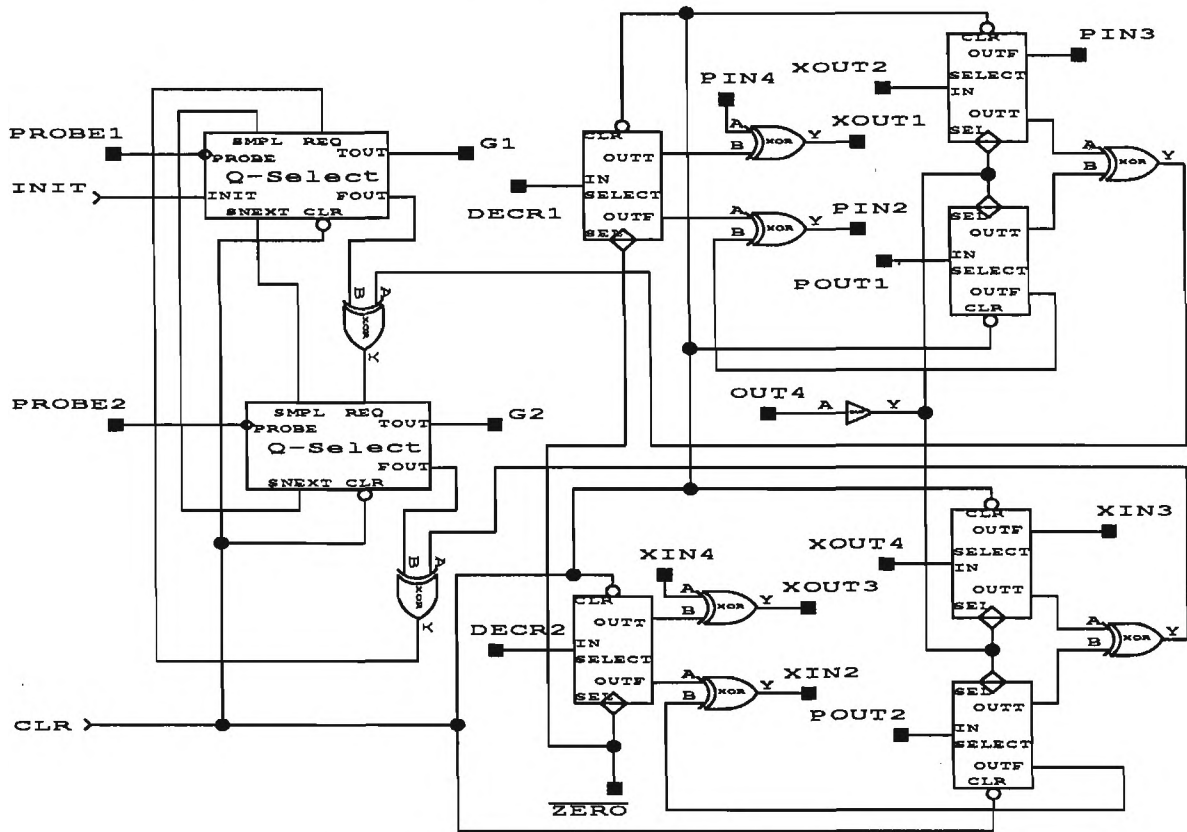 PROBE1
INIT
SMPL REQ
PROBE TOUT
Q-Select
INIT FOUT
SNEXT CLR
G1
B A
XOR
Y
PROBE2
SMPL REQ
PROBE TOUT
Q-Select
FOUT
SNEXT CLR
G2
B A
XOR
Y
CLR
DECR1
CLR
OUTT
IN
SELECT
OUTF
SEL
PIN4
A
B
XOR
Y
XOUT1
A
B
XOR
Y
PIN2
XOUT2
CLR
OUTF
SELECT
IN
OUTT
SEL
PIN3
A
B
XOR
Y
POUT1
SEL
OUTT
IN
SELECT
OUTF
CLR
OUT4
A
Y
DECR2
CLR
OUTT
IN
SELECT
OUTF
SEL
ZERO
XIN4
A
B
XOR
Y
XOUT3
A
B
XOR
Y
XIN2
XOUT4
CLR
OUTF
SELECT
IN
OUTT
SEL
XIN3
A
B
XOR
Y
POUT2
SEL
OUTT
IN
SELECT
OUTF
CLR